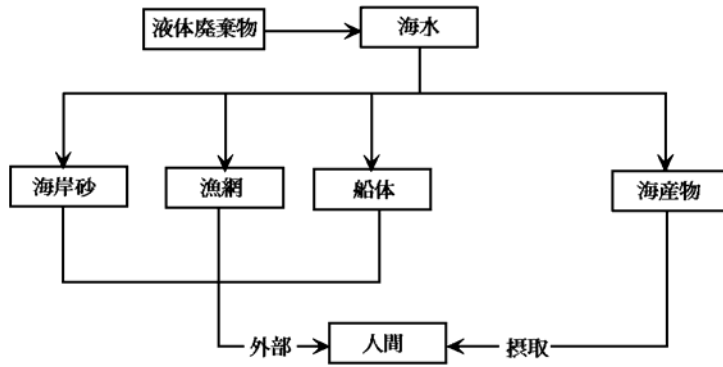 液体廃棄物
海水
海岸砂
漁網
船体
海産物
外部
人間
摂取